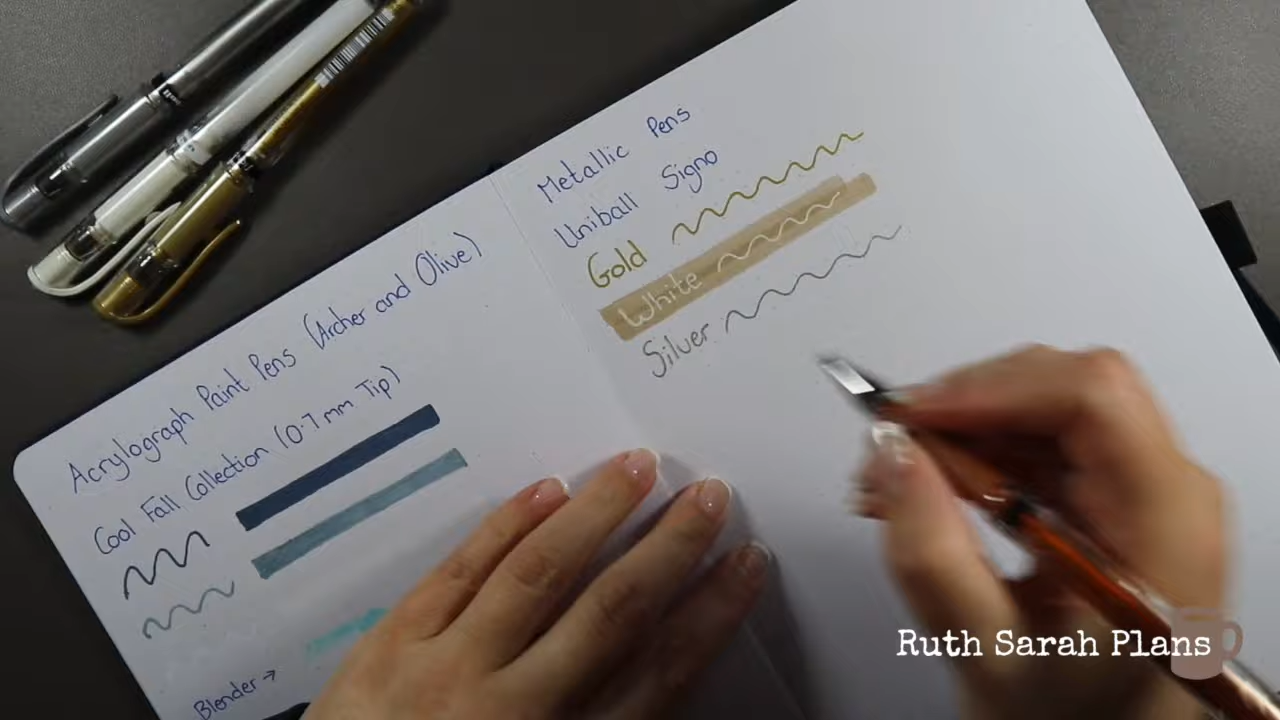 Acrylograph Paint Pens (Archer and Olive)
Cool Fall Collection (0.7mm Tip)
Blender →
Metallic Pens
Uniball Signo
Gold
White
Silver
Ruth Sarah Plans